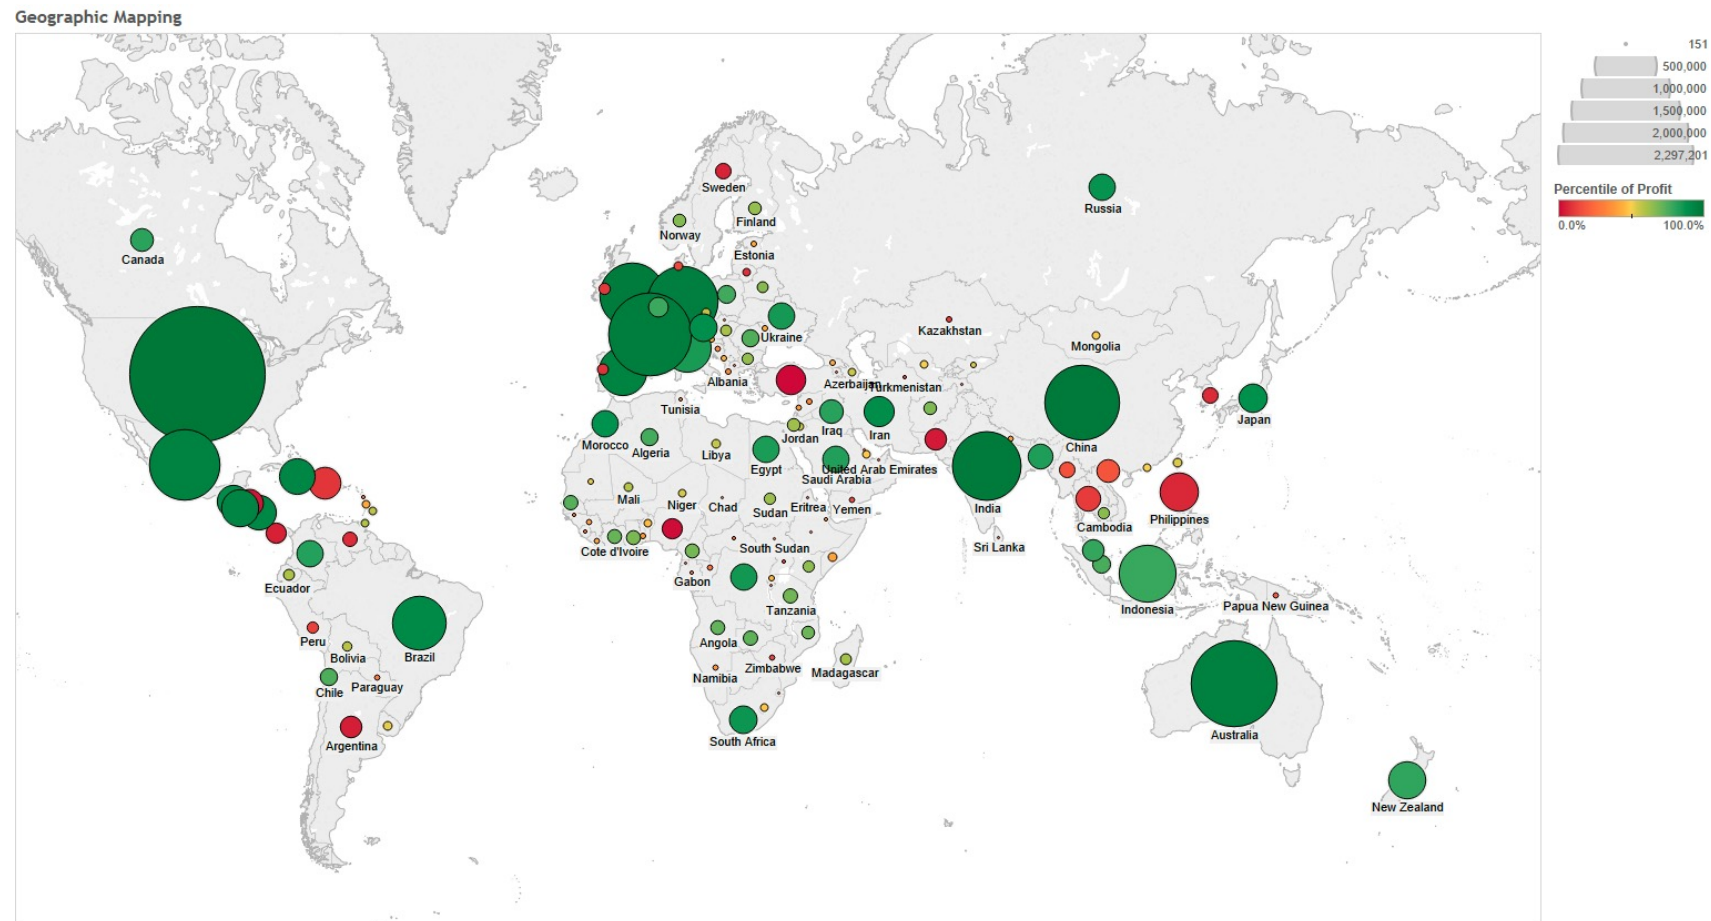 Geographic Mapping
151
500,000
1,000,000
1,500,000
2,000,000
2,297,201
Percentile of Profit
0.0%
100.0%
Sweden
Russia
Finland
Norway
Estonia
Canada
Kazakhstan
Ukraine
Mongolia
Albania
Azerbaijan
Turkmenistan
Tunisia
Japan
Iraq
Jordan
Iran
Morocco
Algeria
Libya
China
Egypt
United Arab Emirates
Saudi Arabia
Mali
Niger
Chad
Sudan
Eritrea
Yemen
India
Philippines
Cambodia
Cote d'Ivoire
South Sudan
Sri Lanka
Gabon
Ecuador
Tanzania
Indonesia
Papua New Guinea
Peru
Angola
Bolivia
Brazil
Zimbabwe
Madagascar
Namibia
Chile
Paraguay
Argentina
South Africa
Australia
New Zealand